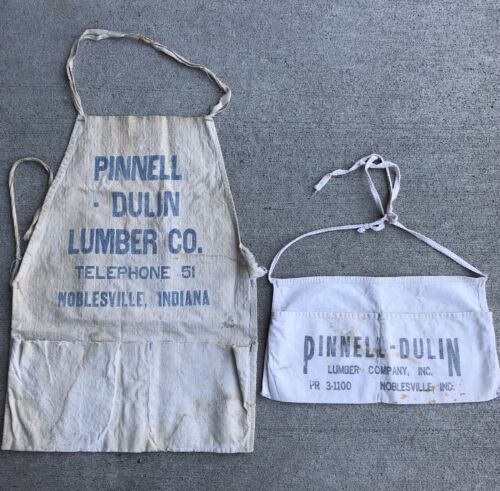 PINNELL
· DULIN
LUMBER CO.
TELEPHONE 51
NOBLESVILLE, INDIANA
PINNELL-DULIN
LUMBER COMPANY, INC.
PR 3-1100 NOBLESVILLE, IND.